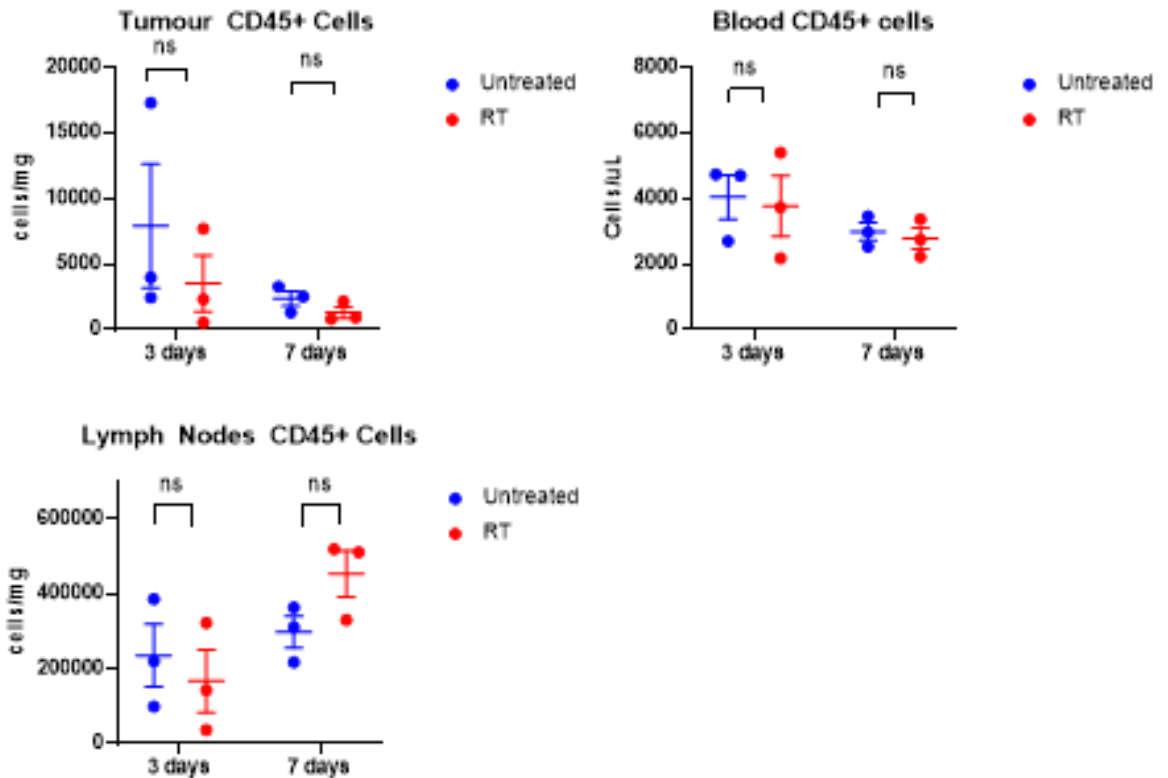 Tumour CD45+ Cells
ns
ns
20000
15000
10000
5000
0
cells/mg
3 days
7 days
Untreated
RT
Blood CD45+ cells
ns
ns
8000
6000
4000
2000
0
Cells/uL
3 days
7 days
Untreated
RT
Lymph Nodes CD45+ Cells
ns
ns
600000
400000
200000
0
cells/mg
3 days
7 days
Untreated
RT